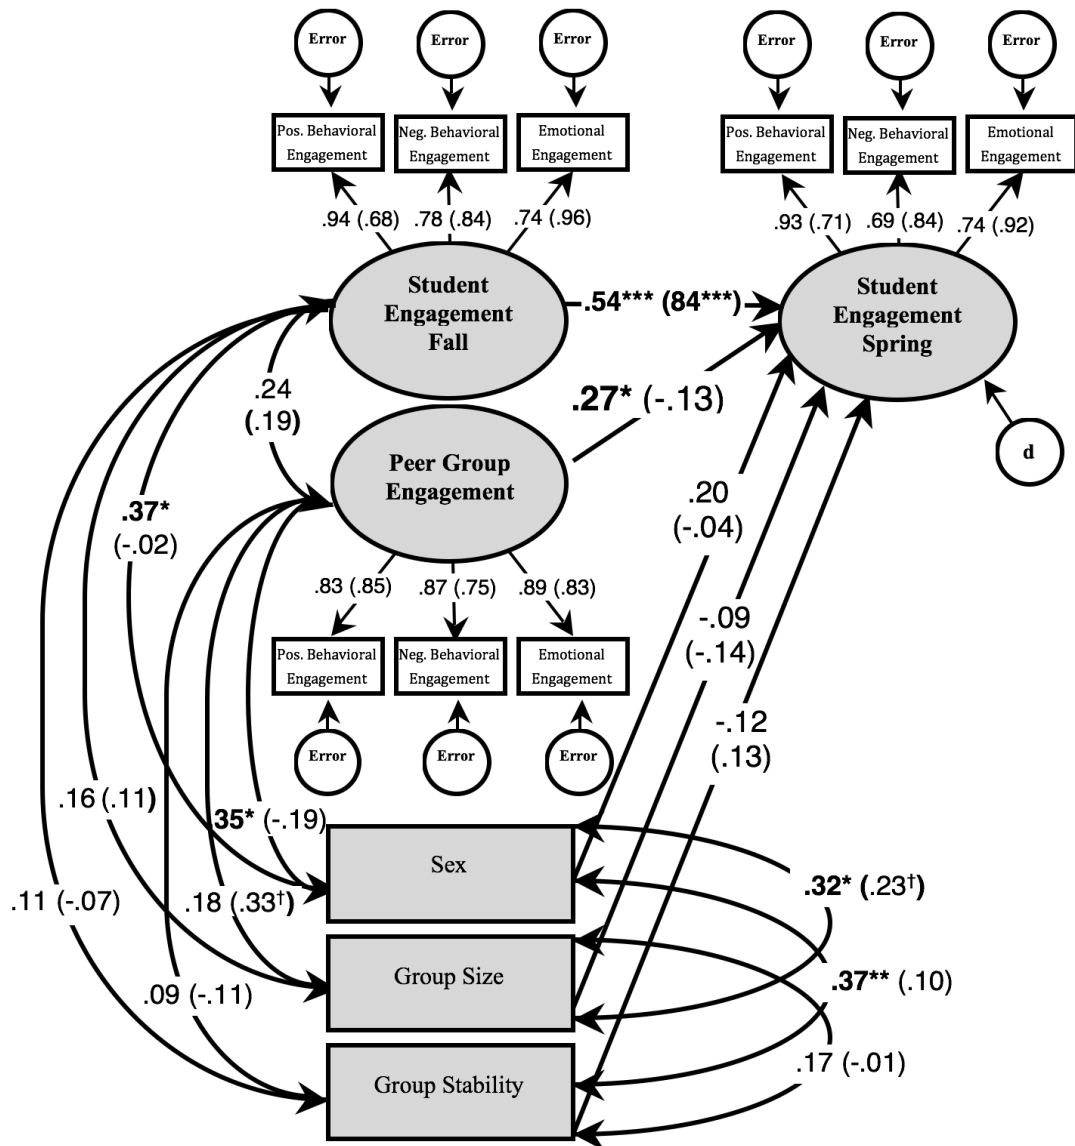 Error Error Error Error Error Error
Pos. Behavioral Engagement
Neg. Behavioral Engagement
Emotional Engagement
Pos. Behavioral Engagement
Neg. Behavioral Engagement
Emotional Engagement
.94 (.68) .78 (.84) .74 (.96) .93 (.71) .69 (.84) .74 (.92)
Student
Engagement
Fall
.54*** (84***)
Student
Engagement
Spring
.24
(.19)
.27* (-.13)
Peer Group
Engagement
d
.37*
(-.02)
.20
(-.04)
.83 (.85) .87 (.75) .89 (.83)
-.09
(-.14)
Pos. Behavioral Engagement
Neg. Behavioral Engagement
Emotional Engagement
-.12
(.13)
Error Error Error
.16 (.11)
.35* (-.19)
Sex
.32* (.23†)
.11 (-.07)
.18 (.33†)
Group Size
.37** (.10)
.09 (-.11)
.17 (-.01)
Group Stability